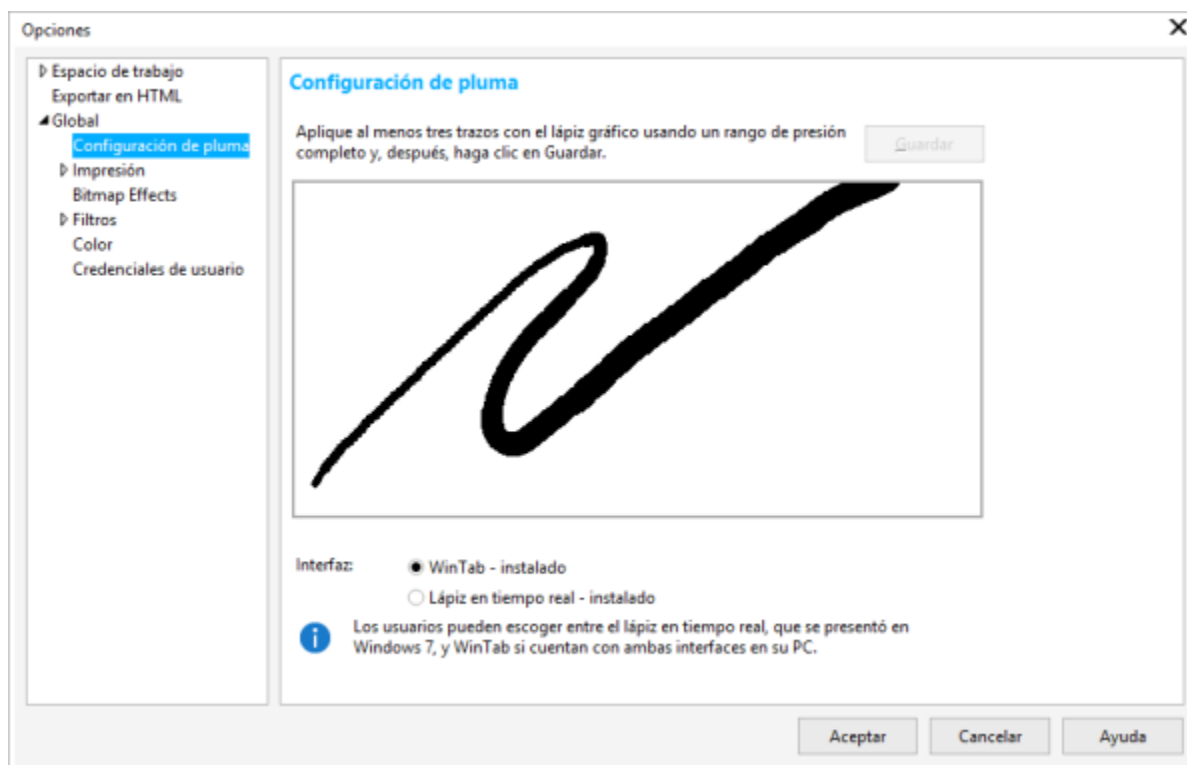 Opciones
Espacio de trabajo
Exportar en HTML
Global
Configuración de pluma
Impresión
Bitmap Effects
Filtros
Color
Credenciales de usuario
Configuración de pluma
Aplique al menos tres trazos con el lápiz gráfico usando un rango de presión
completo y, después, haga clic en Guardar.
Guardar
Interfaz:
WinTab - instalado
Lápiz en tiempo real - instalado
Los usuarios pueden escoger entre el lápiz en tiempo real, que se presentó en
Windows 7, y WinTab si cuentan con ambas interfaces en su PC.
Aceptar
Cancelar
Ayuda